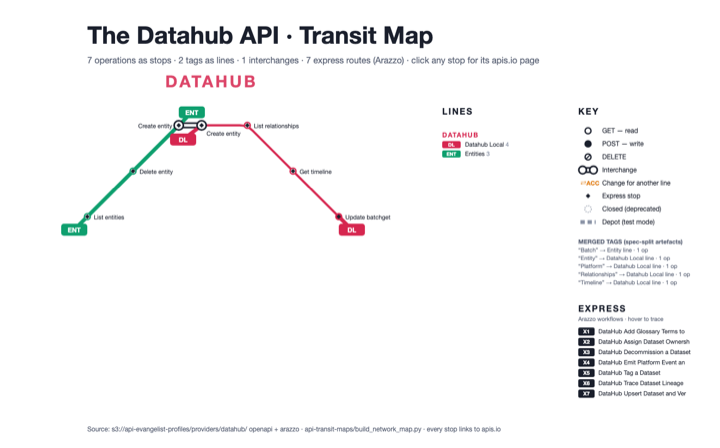 The Datahub API · Transit Map
7 operations as stops · 2 tags as lines · 1 interchanges · 7 express routes (Arazzo) · click any stop for its apis.io page
DATAHUB
ENT
Create entity
List relationships
Create entity
DL
Delete entity
Get timeline
List entities
Update batchget
ENT
DL
LINES
DATAHUB
DL Datahub Local 4
ENT Entities 3
KEY
GET — read
POST — write
DELETE
Interchange
Change for another line
Express stop
Closed (deprecated)
Depot (test mode)
MERGED TAGS (spec-split artefacts)
"Batch" → Entity line · 1 op
"Entity" → Datahub Local line · 1 op
"Platform" → Datahub Local line · 1 op
"Relationships" → Datahub Local line · 1 op
"Timeline" → Datahub Local line · 1 op
EXPRESS
Arazzo workflows · hover to trace
X1 DataHub Add Glossary Terms to
X2 DataHub Assign Dataset Ownersh
X3 DataHub Decommission a Dataset
X4 DataHub Emit Platform Event an
X5 DataHub Tag a Dataset
X6 DataHub Trace Dataset Lineage
X7 DataHub Upsert Dataset and Ver
Source: s3://api-evangelist-profiles/providers/datahub/ openapi + arazzo · api-transit-maps/build_network_map.py · every stop links to apis.io